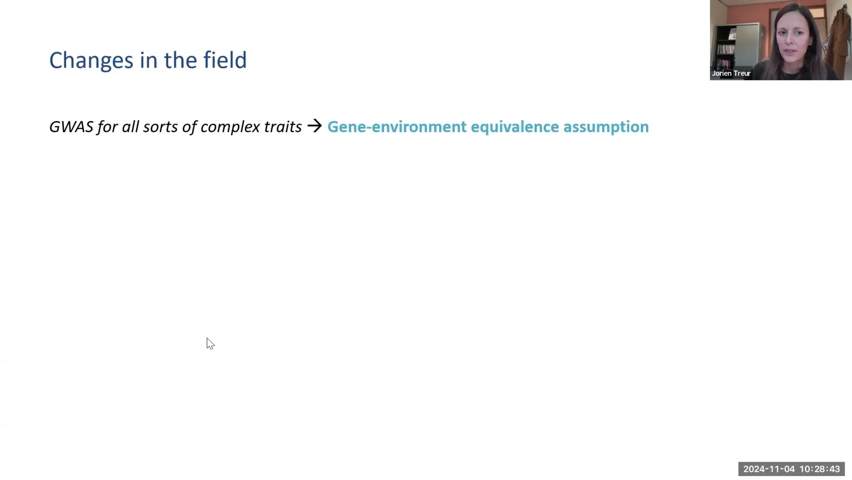 Changes in the field
Jorien Treur
GWAS for all sorts of complex traits → Gene-environment equivalence assumption
2024-11-04 10:28:43